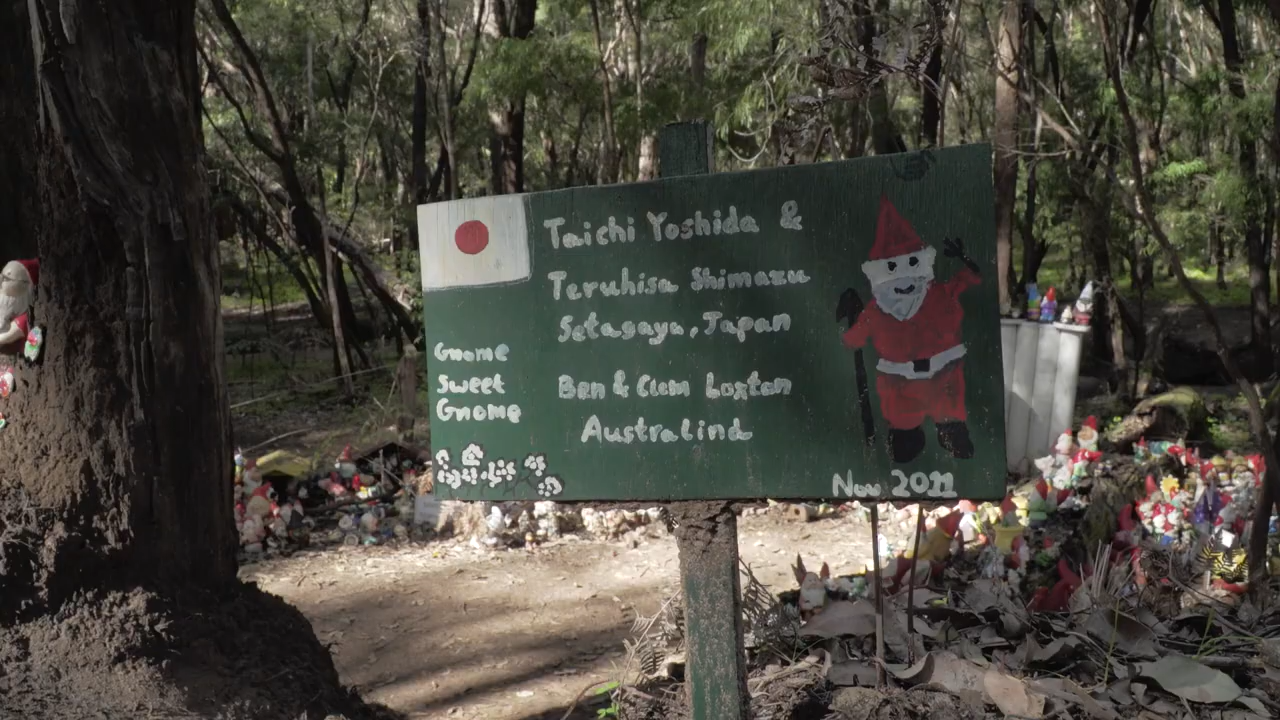 Taichi Yoshida &
Teruhisa Shimazu
Setagaya, Japan
Gnome
Sweet
Gnome
Ben & Clem Loxton
Australind
Nov 2022